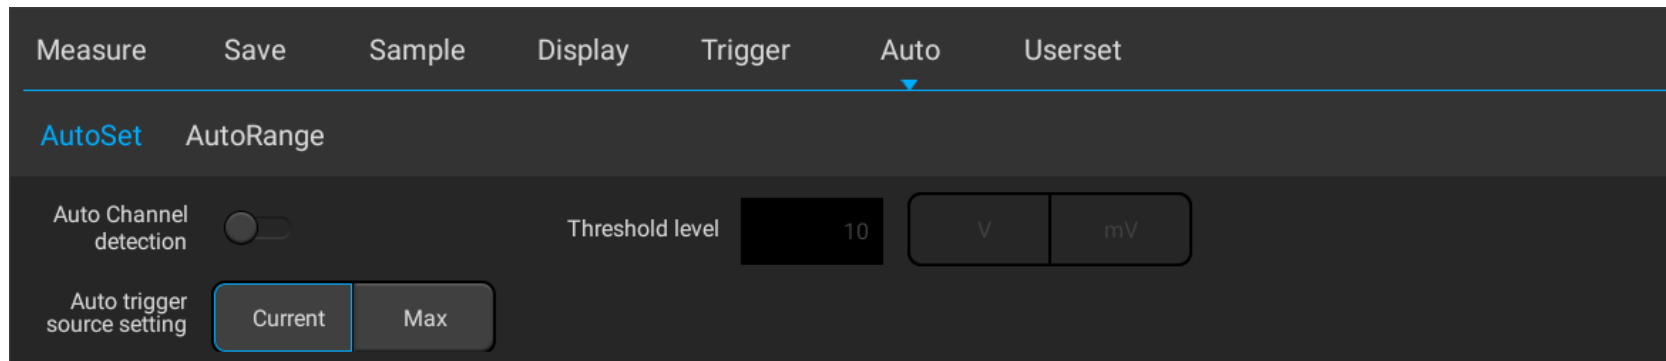 Measure Save Sample Display Trigger Auto Userset
AutoSet AutoRange
Auto Channel
detection
Threshold level 10 V mV
Auto trigger
source setting
Current Max